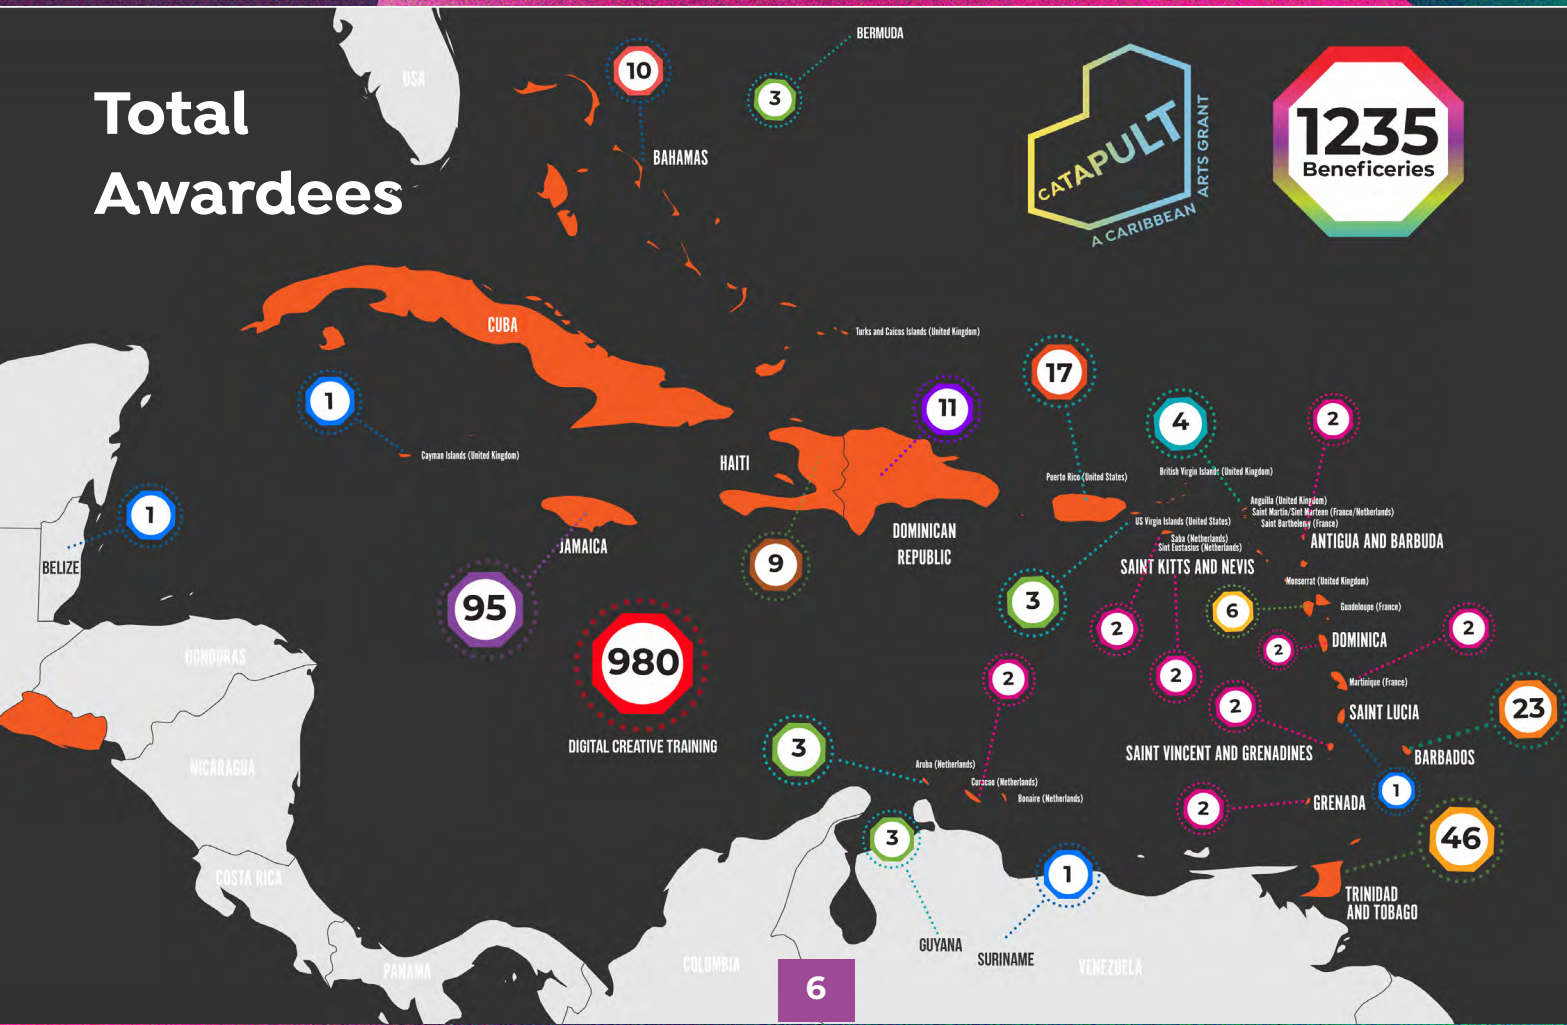 Total
Awardees
USA
10
BAHAMAS
3
BERMUDA
CATAPULT
A CARIBBEAN
ARTS GRANT
1235
Beneficeries
CUBA
Turks and Caicos Islands (United Kingdom)
1
Cayman Islands (United Kingdom)
1
BELIZE
JAMAICA
95
HAITI
9
11
DOMINICAN
REPUBLIC
17
Puerto Rico (United States)
4
British Virgin Islands (United Kingdom)
2
Anguilla (United Kingdom)
Saint Martin/Sint Marteen (France/Netherlands)
Saint Barthelemy (France)
US Virgin Islands (United States)
Saba (Netherlands)
Sint Eustasius (Netherlands)
ANTIGUA AND BARBUDA
SAINT KITTS AND NEVIS
Monserrat (United Kingdom)
3
2
6
Guadeloupe (France)
2
DOMINICA
2
2
Martinique (France)
2
SAINT LUCIA
23
SAINT VINCENT AND GRENADINES
BARBADOS
1
2
GRENADA
46
TRINIDAD
AND TOBAGO
980
DIGITAL CREATIVE TRAINING
2
3
Aruba (Netherlands)
Curacao (Netherlands)
Bonaire (Netherlands)
3
GUYANA
1
SURINAME
HONDURAS
NICARAGUA
COSTA RICA
PANAMA
COLUMBIA
VENEZUELA
6